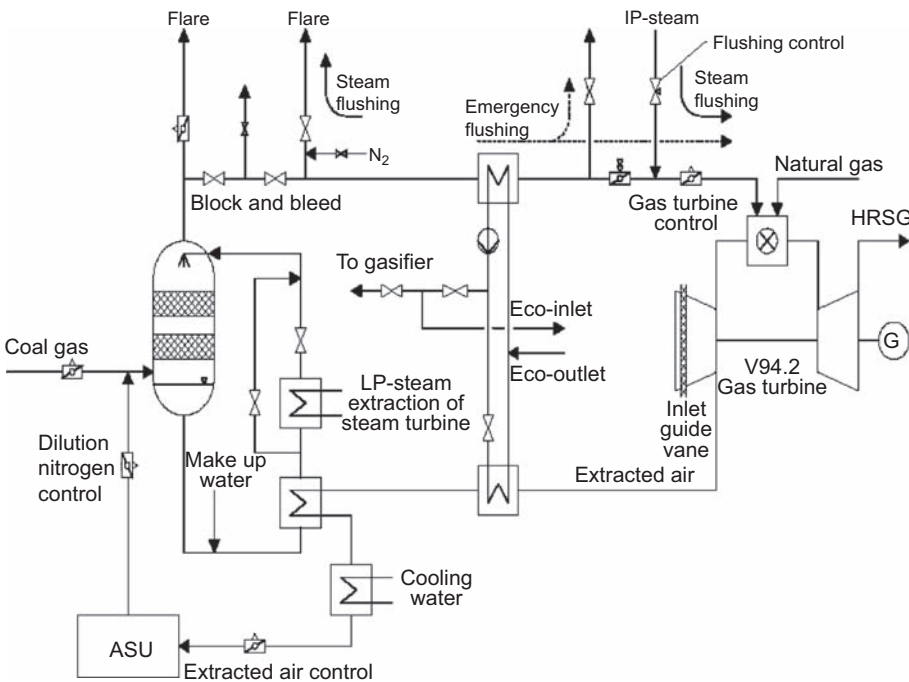 Flare
Flare
IP-steam
Flushing control
Steam
flushing
Steam
flushing
Emergency
flushing
N2
Natural gas
Block and bleed
Gas turbine
control
HRSG
To gasifier
Eco-inlet
Coal gas
Eco-outlet
G
LP-steam
extraction of
steam turbine
V94.2
Gas turbine
Inlet
guide
vane
Dilution
nitrogen
control
Make up
water
Extracted air
Cooling
water
ASU
Extracted air control